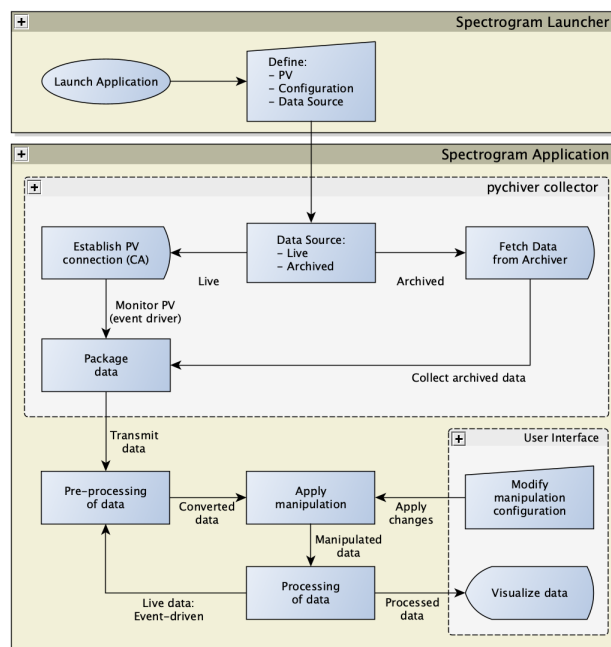 Spectrogram Launcher
Launch Application
Define:
– PV
– Configuration
– Data Source
Spectrogram Application
pychiver collector
Establish PV
connection (CA)
Data Source:
– Live
– Archived
Fetch Data
from Archiver
Live
Archived
Monitor PV
(event driver)
Package
data
Collect archived data
Transmit
data
User Interface
Pre-processing
of data
Converted
data
Apply
manipulation
Apply
changes
Modify
manipulation
configuration
Manipulated
data
Live data:
Event-driven
Processing
of data
Processed
data
Visualize data